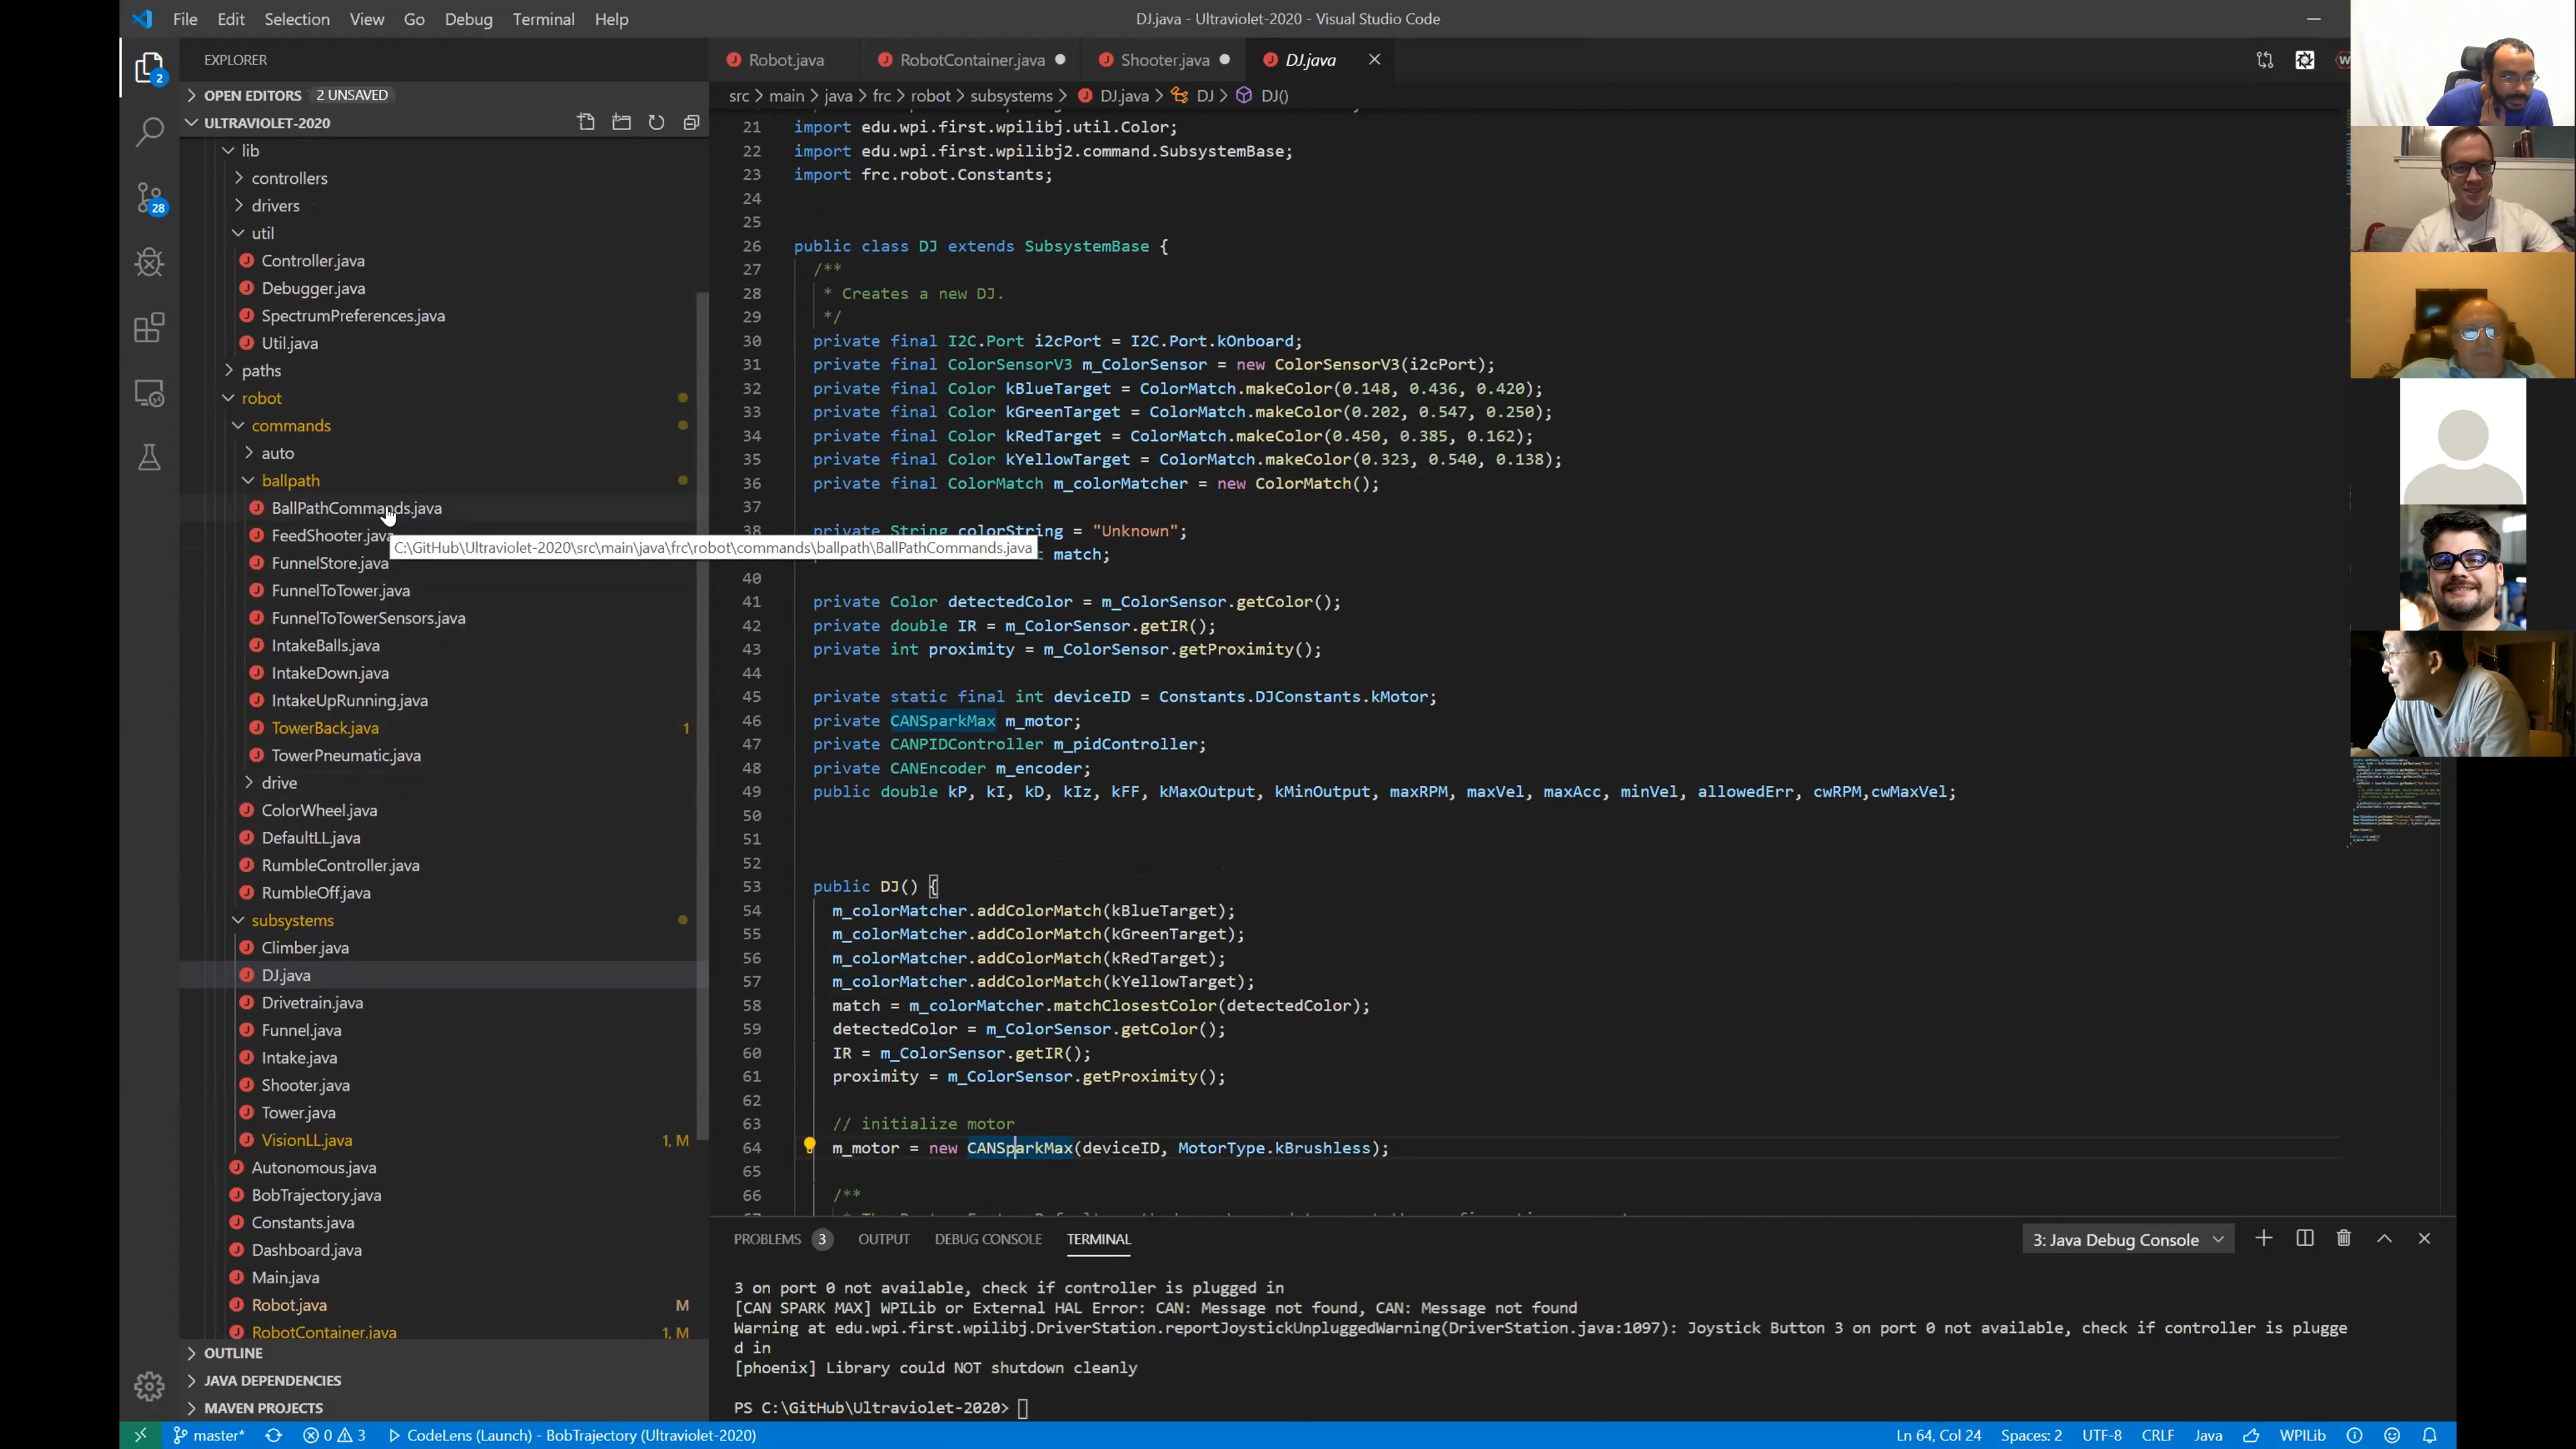 File Edit Selection View Go Debug Terminal Help
DJ.java - Ultraviolet-2020 - Visual Studio Code
EXPLORER
OPEN EDITORS 2 UNSAVED
ULTRAVIOLET-2020
lib
controllers
drivers
util
Controller.java
Debugger.java
SpectrumPreferences.java
Util.java
paths
robot
commands
auto
ballpath
BallPathCommands.java
FeedShooter.java
FunnelStore.java
FunnelToTower.java
FunnelToTowerSensors.java
IntakeBalls.java
IntakeDown.java
IntakeUpRunning.java
TowerBack.java 1
TowerPneumatic.java
drive
ColorWheel.java
DefaultLL.java
RumbleController.java
RumbleOff.java
subsystems
Climber.java
DJ.java
Drivetrain.java
Funnel.java
Intake.java
Shooter.java
Tower.java
VisionLL.java 1, M
Autonomous.java
BobTrajectory.java
Constants.java
Dashboard.java
Main.java
Robot.java M
RobotContainer.java 1, M
OUTLINE
JAVA DEPENDENCIES
MAVEN PROJECTS
2
28
Robot.java RobotContainer.java Shooter.java DJ.java
src > main > java > frc > robot > subsystems > DJ.java > DJ > DJ()
21 import edu.wpi.first.wpilibj.util.Color;
22 import edu.wpi.first.wpilibj2.command.SubsystemBase;
23 import frc.robot.Constants;
24
25
26 public class DJ extends SubsystemBase {
27 /**
28 * Creates a new DJ.
29 */
30 private final I2C.Port i2cPort = I2C.Port.kOnboard;
31 private final ColorSensorV3 m_ColorSensor = new ColorSensorV3(i2cPort);
32 private final Color kBlueTarget = ColorMatch.makeColor(0.148, 0.436, 0.420);
33 private final Color kGreenTarget = ColorMatch.makeColor(0.202, 0.547, 0.250);
34 private final Color kRedTarget = ColorMatch.makeColor(0.450, 0.385, 0.162);
35 private final Color kYellowTarget = ColorMatch.makeColor(0.323, 0.540, 0.138);
36 private final ColorMatch m_colorMatcher = new ColorMatch();
37
38 private String colorString = "Unknown";
C:\GitHub\Ultraviolet-2020\src\main\java\frc\robot\commands\ballpath\BallPathCommands.java
match;
40
41 private Color detectedColor = m_ColorSensor.getColor();
42 private double IR = m_ColorSensor.getIR();
43 private int proximity = m_ColorSensor.getProximity();
44
45 private static final int deviceID = Constants.DJConstants.kMotor;
46 private CANSparkMax m_motor;
47 private CANPIDController m_pidController;
48 private CANEncoder m_encoder;
49 public double kP, kI, kD, kIz, kFF, kMaxOutput, kMinOutput, maxRPM, maxVel, maxAcc, minVel, allowedErr, cwRPM,cwMaxVel;
50
51
52
53 public DJ() {
54 m_colorMatcher.addColorMatch(kBlueTarget);
55 m_colorMatcher.addColorMatch(kGreenTarget);
56 m_colorMatcher.addColorMatch(kRedTarget);
57 m_colorMatcher.addColorMatch(kYellowTarget);
58 match = m_colorMatcher.matchClosestColor(detectedColor);
59 detectedColor = m_ColorSensor.getColor();
60 IR = m_ColorSensor.getIR();
61 proximity = m_ColorSensor.getProximity();
62
63 // initialize motor
64 m_motor = new CANSparkMax(deviceID, MotorType.kBrushless);
65
66 /**
PROBLEMS 3 OUTPUT DEBUG CONSOLE TERMINAL
3: Java Debug Console
3 on port 0 not available, check if controller is plugged in
[CAN SPARK MAX] WPILib or External HAL Error: CAN: Message not found, CAN: Message not found
Warning at edu.wpi.first.wpilibj.DriverStation.reportJoystickUnpluggedWarning(DriverStation.java:1097): Joystick Button 3 on port 0 not available, check if controller is plugge
d in
[phoenix] Library could NOT shutdown cleanly
PS C:\GitHub\Ultraviolet-2020>
master* 0 3 CodeLens (Launch) - BobTrajectory (Ultraviolet-2020)
Ln 64, Col 24 Spaces: 2 UTF-8 CRLF Java WPILib